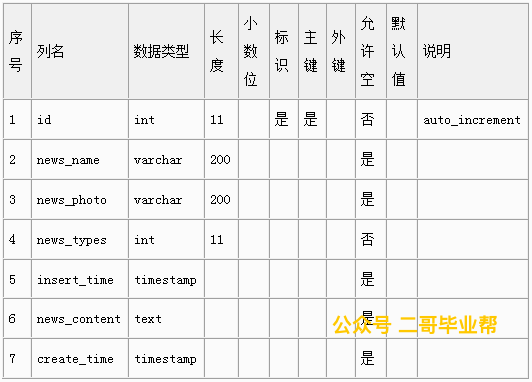 序号 列名 数据类型 长度 小数位 标识 主键 外键 允许空 默认值 说明
1 id int 11 是 是 否 auto_increment
2 news_name varchar 200 是
3 news_photo varchar 200 是
4 news_types int 11 否
5 insert_time timestamp 是
6 news_content text 是
公众号 二哥毕业帮
7 create_time timestamp 是